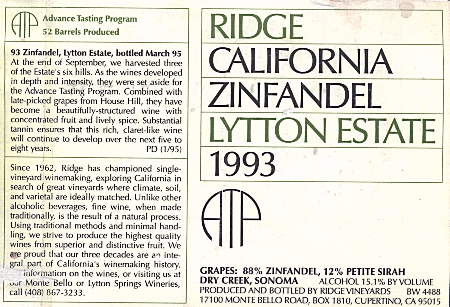 Advance Tasting Program
52 Barrels Produced
93 Zinfandel, Lytton Estate, bottled March 95
At the end of September, we harvested three
of the Estate's six hills. As the wines developed
in depth and intensity, they were set aside for
the Advance Tasting Program. Combined with
late-picked grapes from House Hill, they have
become a beautifully-structured wine with
concentrated fruit and lively spice. Substantial
tannin ensures that this rich, claret-like wine
will continue to develop over the next five to
eight years. PD (1/95)
Since 1962, Ridge has championed single-
vineyard winemaking, exploring California in
search of great vineyards where climate, soil,
and varietal are ideally matched. Unlike other
alcoholic beverages, fine wine, when made
traditionally, is the result of a natural process.
Using traditional methods and minimal hand-
ling, we strive to produce the highest quality
wines from superior and distinctive fruit. We
are proud that our three decades are an inte-
gral part of California's winemaking history.
information on the wines, or visiting us at
our Monte Bello or Lytton Springs Wineries,
call (408) 867-3233.
RIDGE
CALIFORNIA
ZINFANDEL
LYTTON ESTATE
1993
ATP
GRAPES: 88% ZINFANDEL, 12% PETITE SIRAH
DRY CREEK, SONOMA ALCOHOL 15.1% BY VOLUME
PRODUCED AND BOTTLED BY RIDGE VINEYARDS BW 4488
17100 MONTE BELLO ROAD, BOX 1810, CUPERTINO, CA 95015